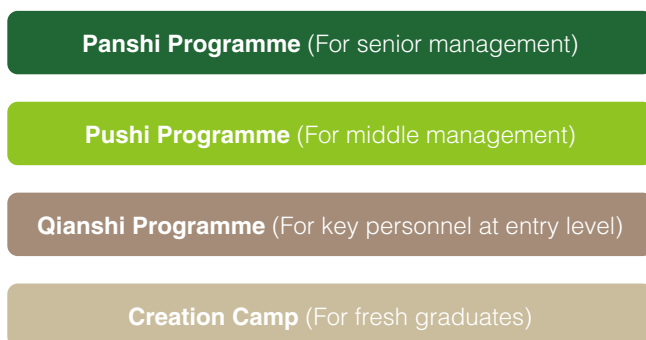 Panshi Programme (For senior management)
Pushi Programme (For middle management)
Qianshi Programme (For key personnel at entry level)
Creation Camp (For fresh graduates)